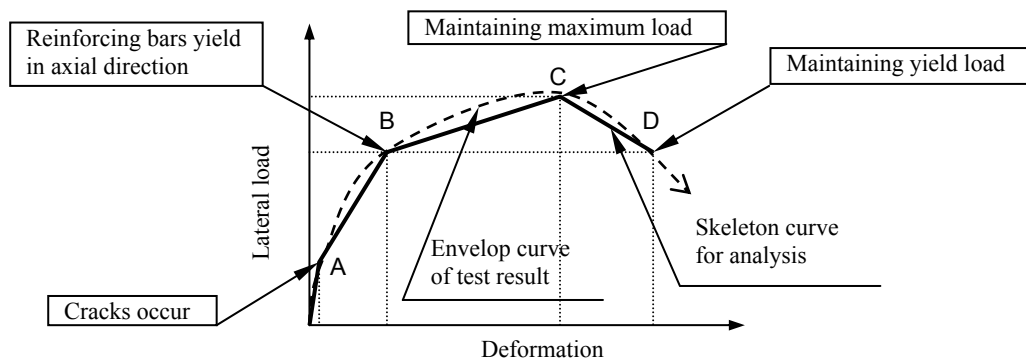 Maintaining maximum load
Reinforcing bars yield
in axial direction
Maintaining yield load
C
B
D
Lateral load
A
Envelop curve
of test result
Skeleton curve
for analysis
Cracks occur
Deformation